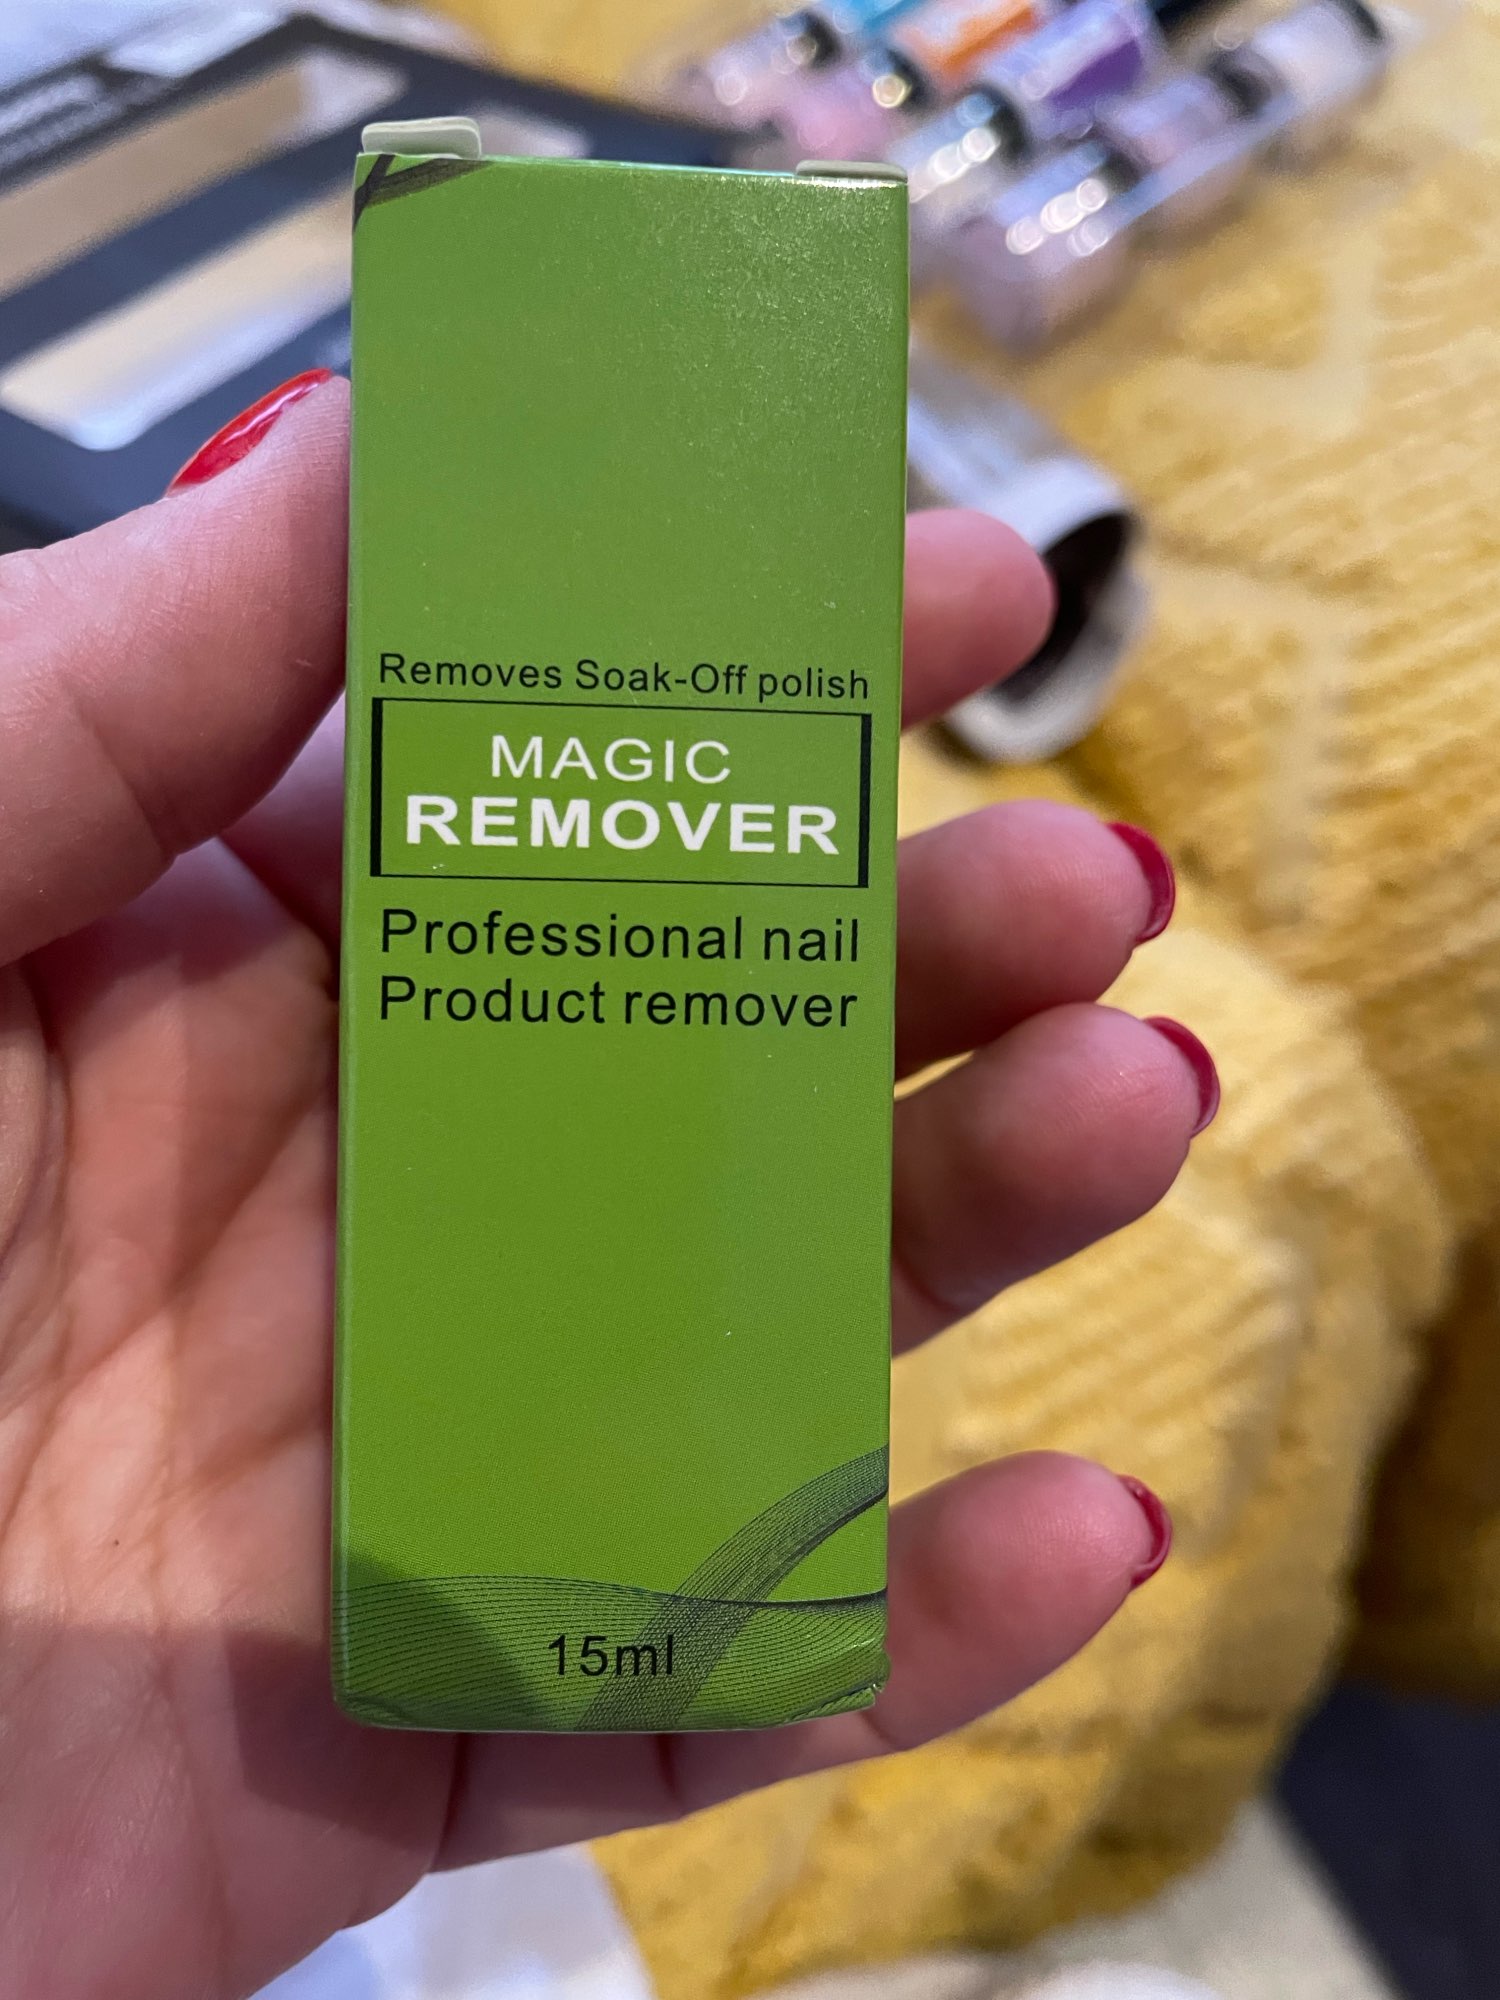 Removes Soak-Off polish
MAGIC
REMOVER
Professional nail
Product remover
15ml